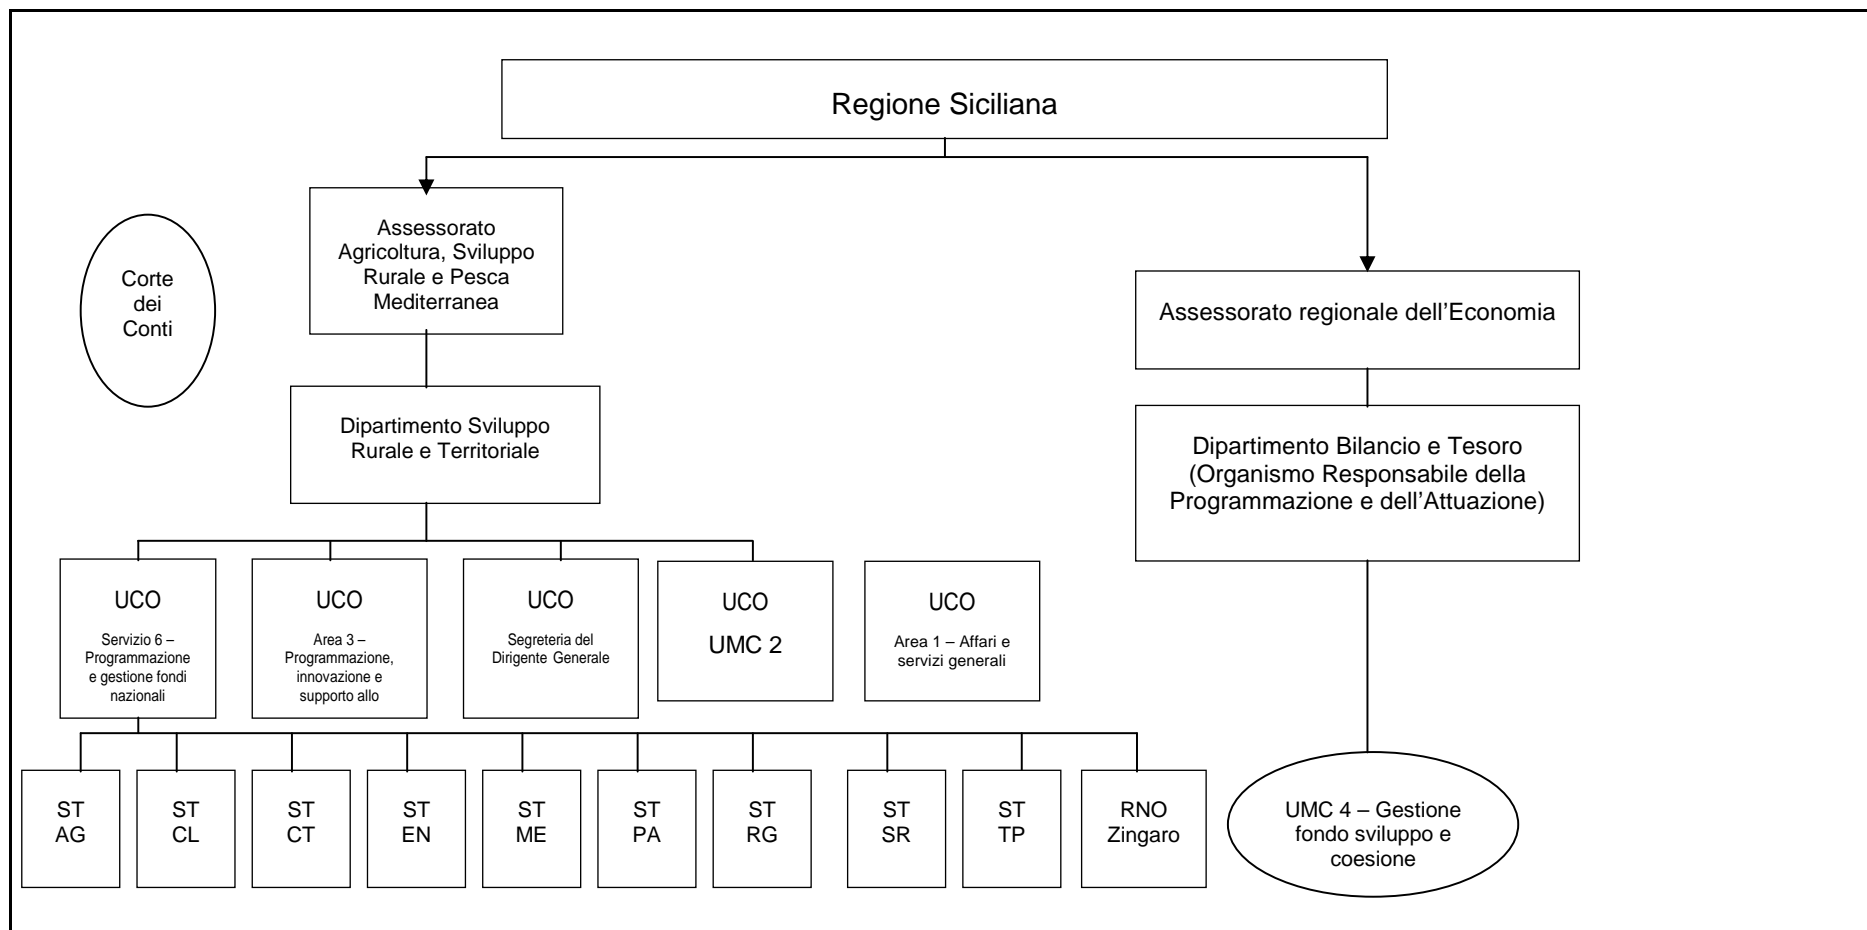 Regione Siciliana
Assessorato
Agricoltura, Sviluppo
Rurale e Pesca
Mediterranea
Corte
dei
Conti
Assessorato regionale dell'Economia
Dipartimento Sviluppo
Rurale e Territoriale
Dipartimento Bilancio e Tesoro
(Organismo Responsabile della
Programmazione e dell'Attuazione)
UCO
Servizio 6 –
Programmazione
e gestione fondi
nazionali
UCO
Area 3 –
Programmazione,
innovazione e
supporto allo
UCO
Segreteria del
Dirigente Generale
UCO
UMC 2
UCO
Area 1 – Affari e
servizi generali
ST
AG
ST
CL
ST
CT
ST
EN
ST
ME
ST
PA
ST
RG
ST
SR
ST
TP
RNO
Zingaro
UMC 4 – Gestione
fondo sviluppo e
coesione